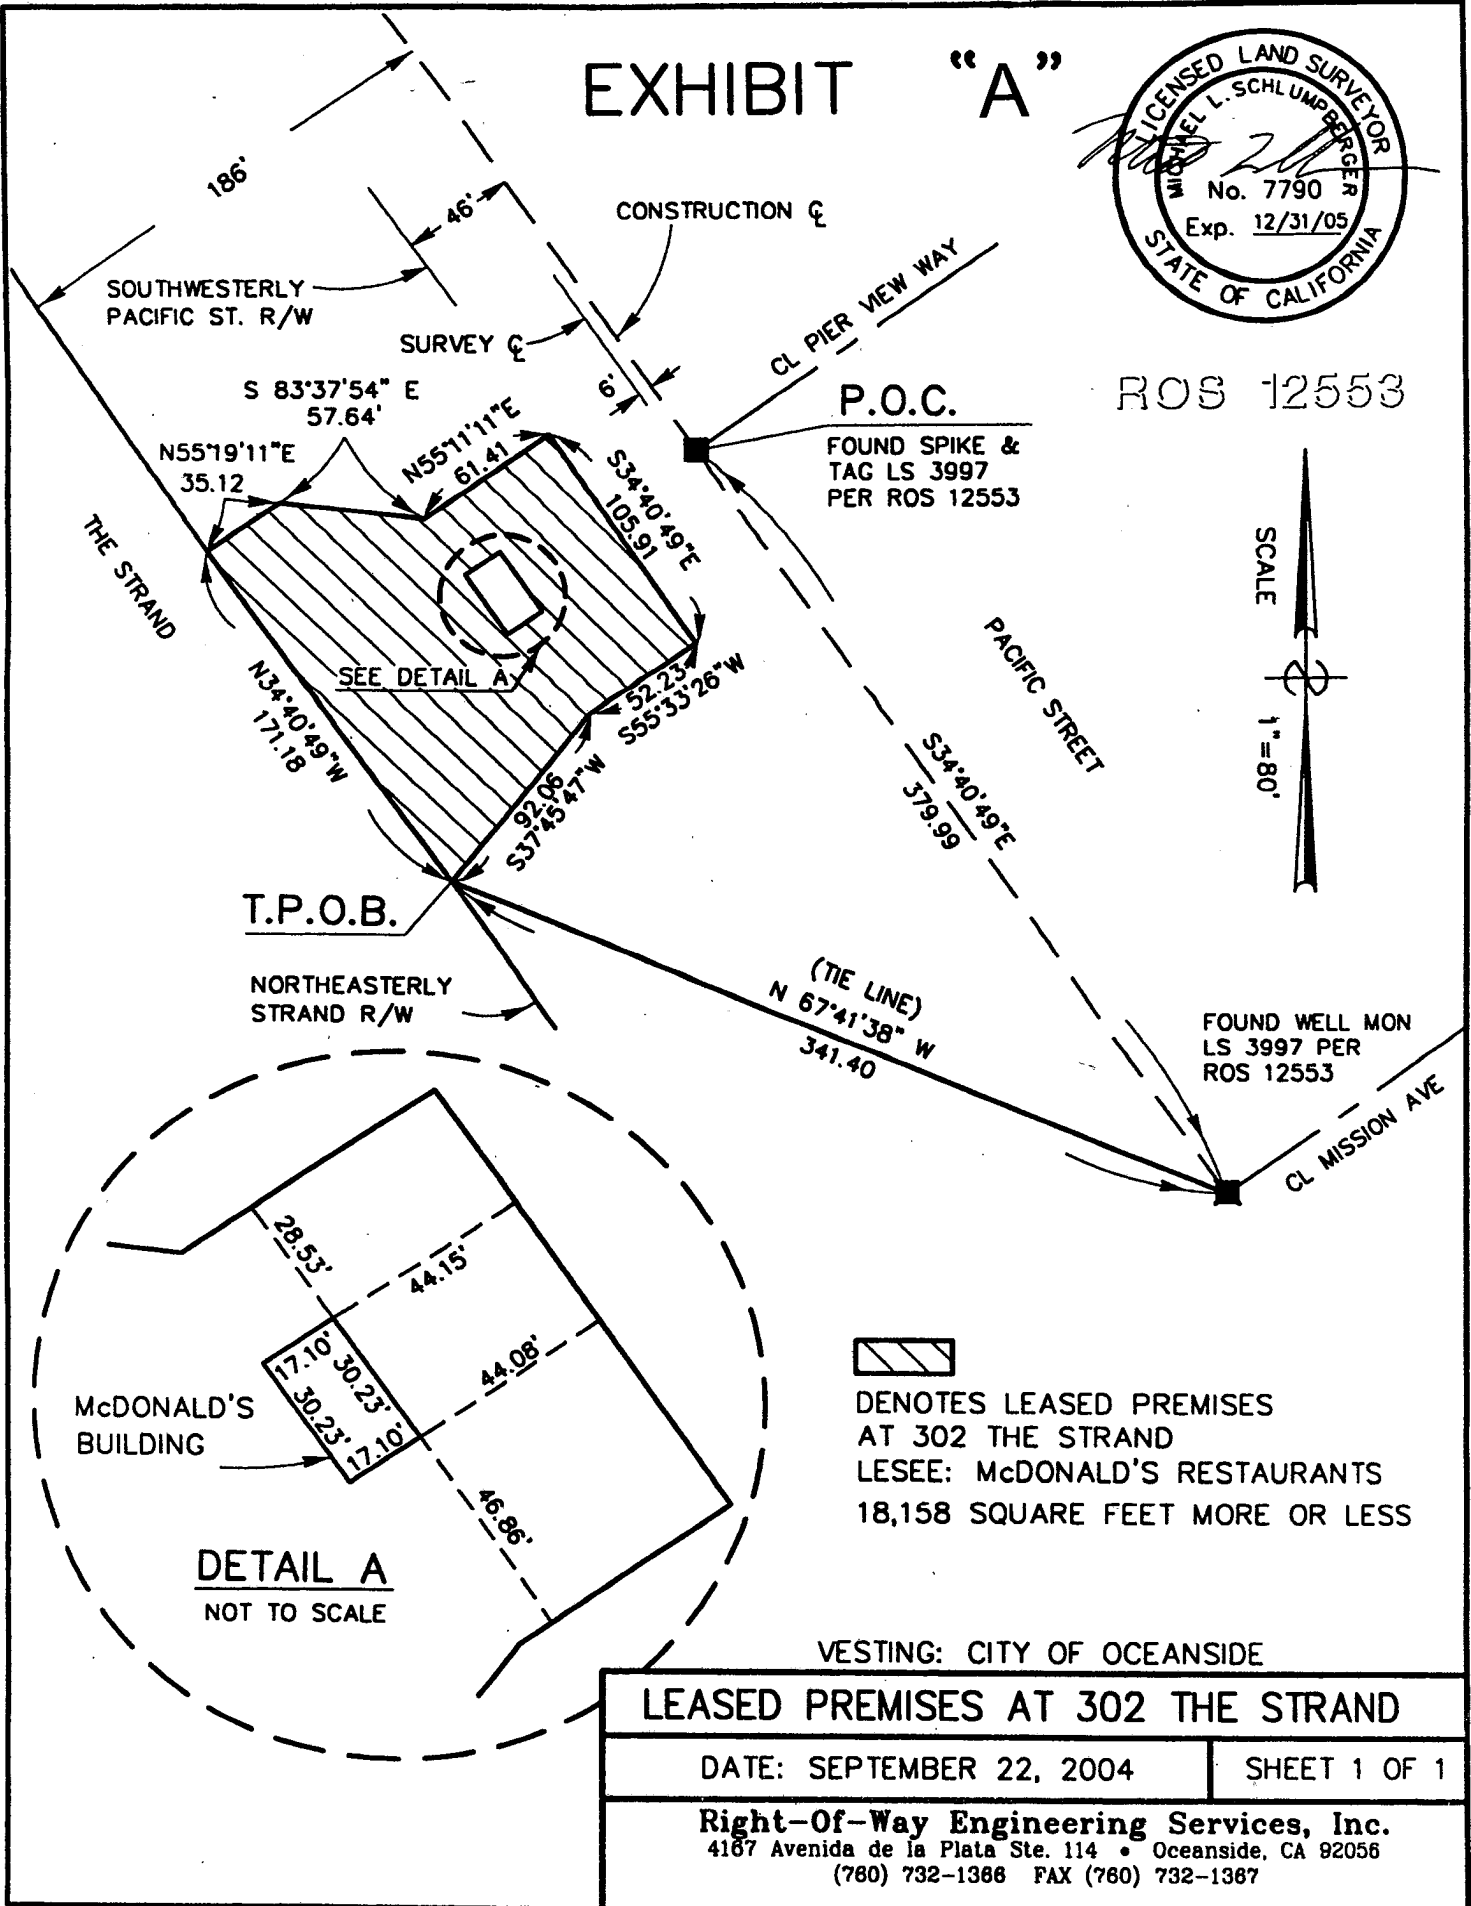 EXHIBIT “A”
LICENSED LAND SURVEYOR
MICHAEL L. SCHLUMPBERGER
No. 7790
Exp. 12/31/05
STATE OF CALIFORNIA
186'
46'
CONSTRUCTION ℄
SOUTHWESTERLY
PACIFIC ST. R/W
SURVEY ℄
6'
CL PIER VIEW WAY
ROS 12553
P.O.C.
FOUND SPIKE &
TAG LS 3997
PER ROS 12553
S 83°37'54" E
57.64'
N55°19'11"E
35.12
N55°11'11"E
61.41
S34°40'49"E
105.91
THE STRAND
SEE DETAIL A
52.23
S55°33'26"W
N34°40'49"W
171.18
92.06
S37°45'47"W
PACIFIC STREET
S34°40'49"E
379.99
SCALE
1"=80'
T.P.O.B.
NORTHEASTERLY
STRAND R/W
(TIE LINE)
N 67°41'38" W
341.40
FOUND WELL MON
LS 3997 PER
ROS 12553
CL MISSION AVE
28.53'
44.15'
44.08'
17.10'
30.23'
30.23'
17.10'
46.86'
McDONALD'S
BUILDING
DETAIL A
NOT TO SCALE
DENOTES LEASED PREMISES
AT 302 THE STRAND
LESEE: McDONALD'S RESTAURANTS
18,158 SQUARE FEET MORE OR LESS
VESTING: CITY OF OCEANSIDE
LEASED PREMISES AT 302 THE STRAND
DATE: SEPTEMBER 22, 2004
SHEET 1 OF 1
Right-Of-Way Engineering Services, Inc.
4167 Avenida de la Plata Ste. 114 • Oceanside, CA 92056
(760) 732-1366 FAX (760) 732-1367